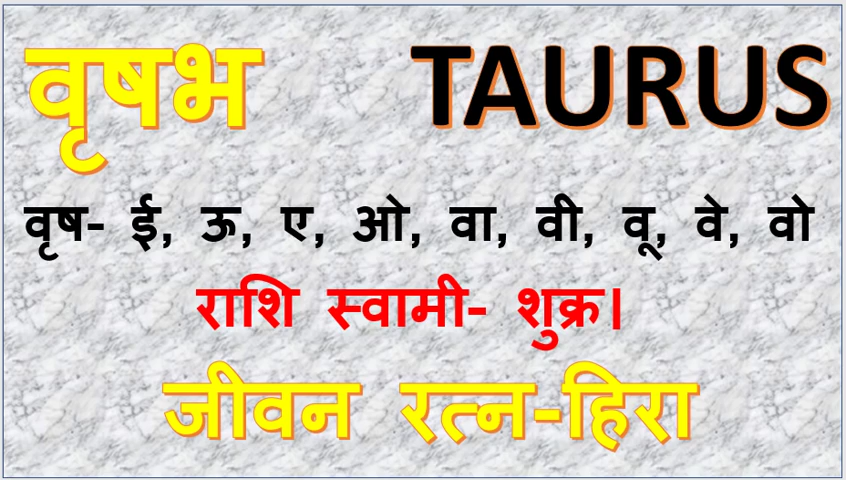 वृषभ TAURUS
वृष- ई, ऊ, ए, ओ, वा, वी, वू, वे, वो
राशि स्वामी- शुक्र।
जीवन रत्न-हिरा